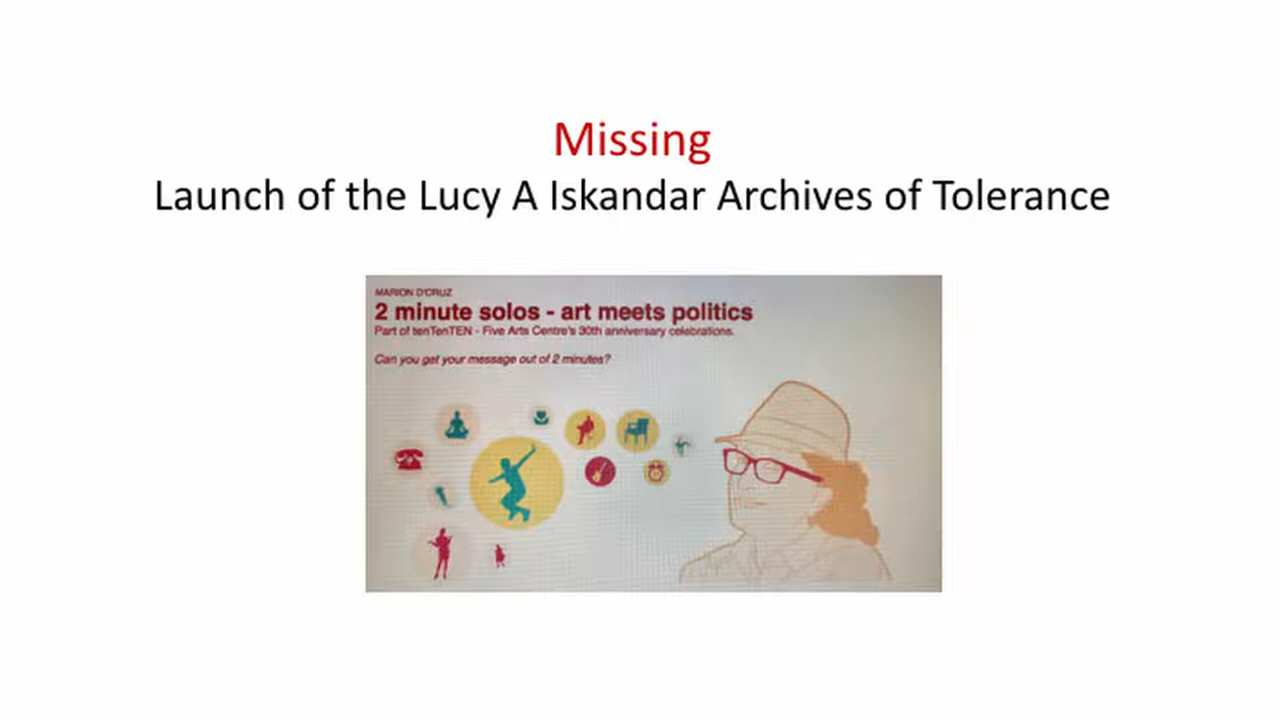 Missing
Launch of the Lucy A Iskandar Archives of Tolerance
MARION D'CRUZ
2 minute solos - art meets politics
Part of tenTenTEN - Five Arts Centre's 30th anniversary celebrations.
Can you get your message out of 2 minutes?